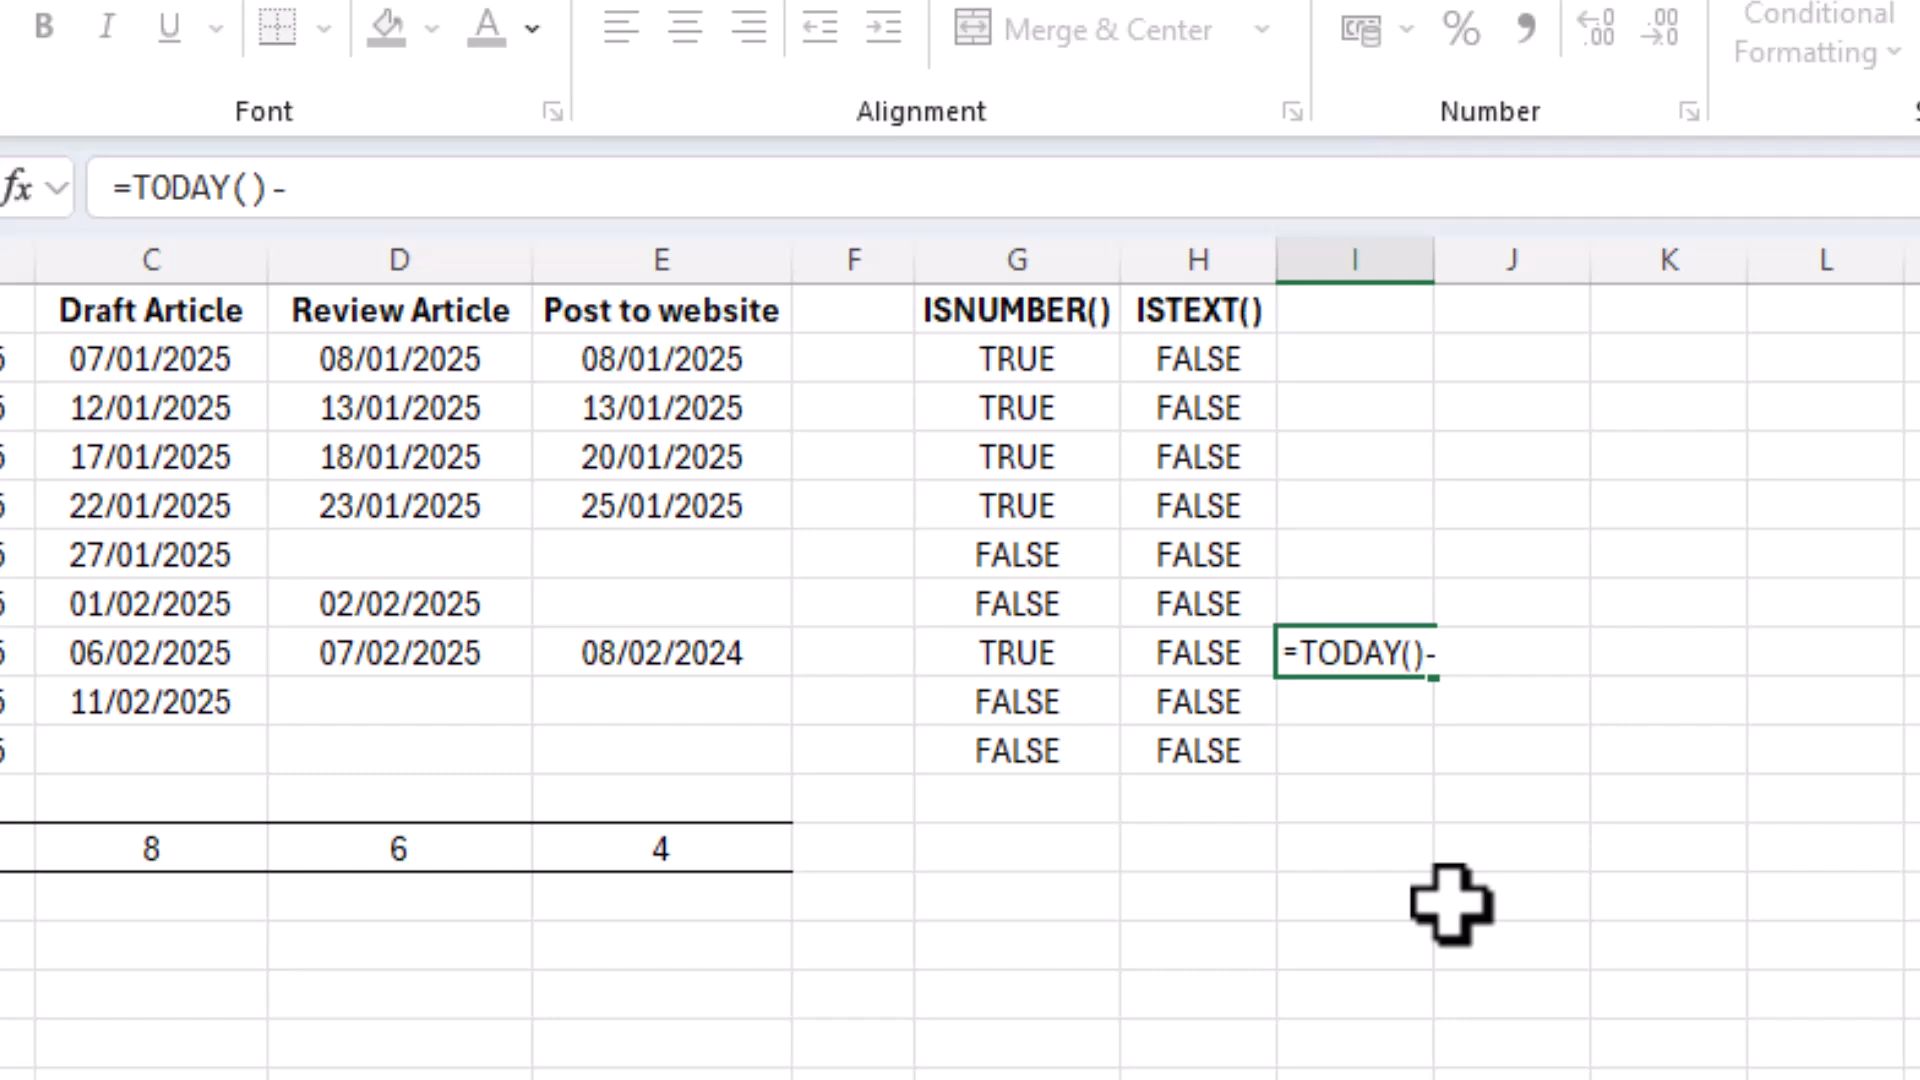 B I U A Merge & Center % Conditional
Formatting
Font Alignment Number
fx =TODAY()-
C D E F G H I J K L
Draft Article Review Article Post to website ISNUMBER() ISTEXT()
07/01/2025 08/01/2025 08/01/2025 TRUE FALSE
12/01/2025 13/01/2025 13/01/2025 TRUE FALSE
17/01/2025 18/01/2025 20/01/2025 TRUE FALSE
22/01/2025 23/01/2025 25/01/2025 TRUE FALSE
27/01/2025 FALSE FALSE
01/02/2025 02/02/2025 FALSE FALSE
06/02/2025 07/02/2025 08/02/2024 TRUE FALSE =TODAY()-
11/02/2025 FALSE FALSE
FALSE FALSE
8 6 4